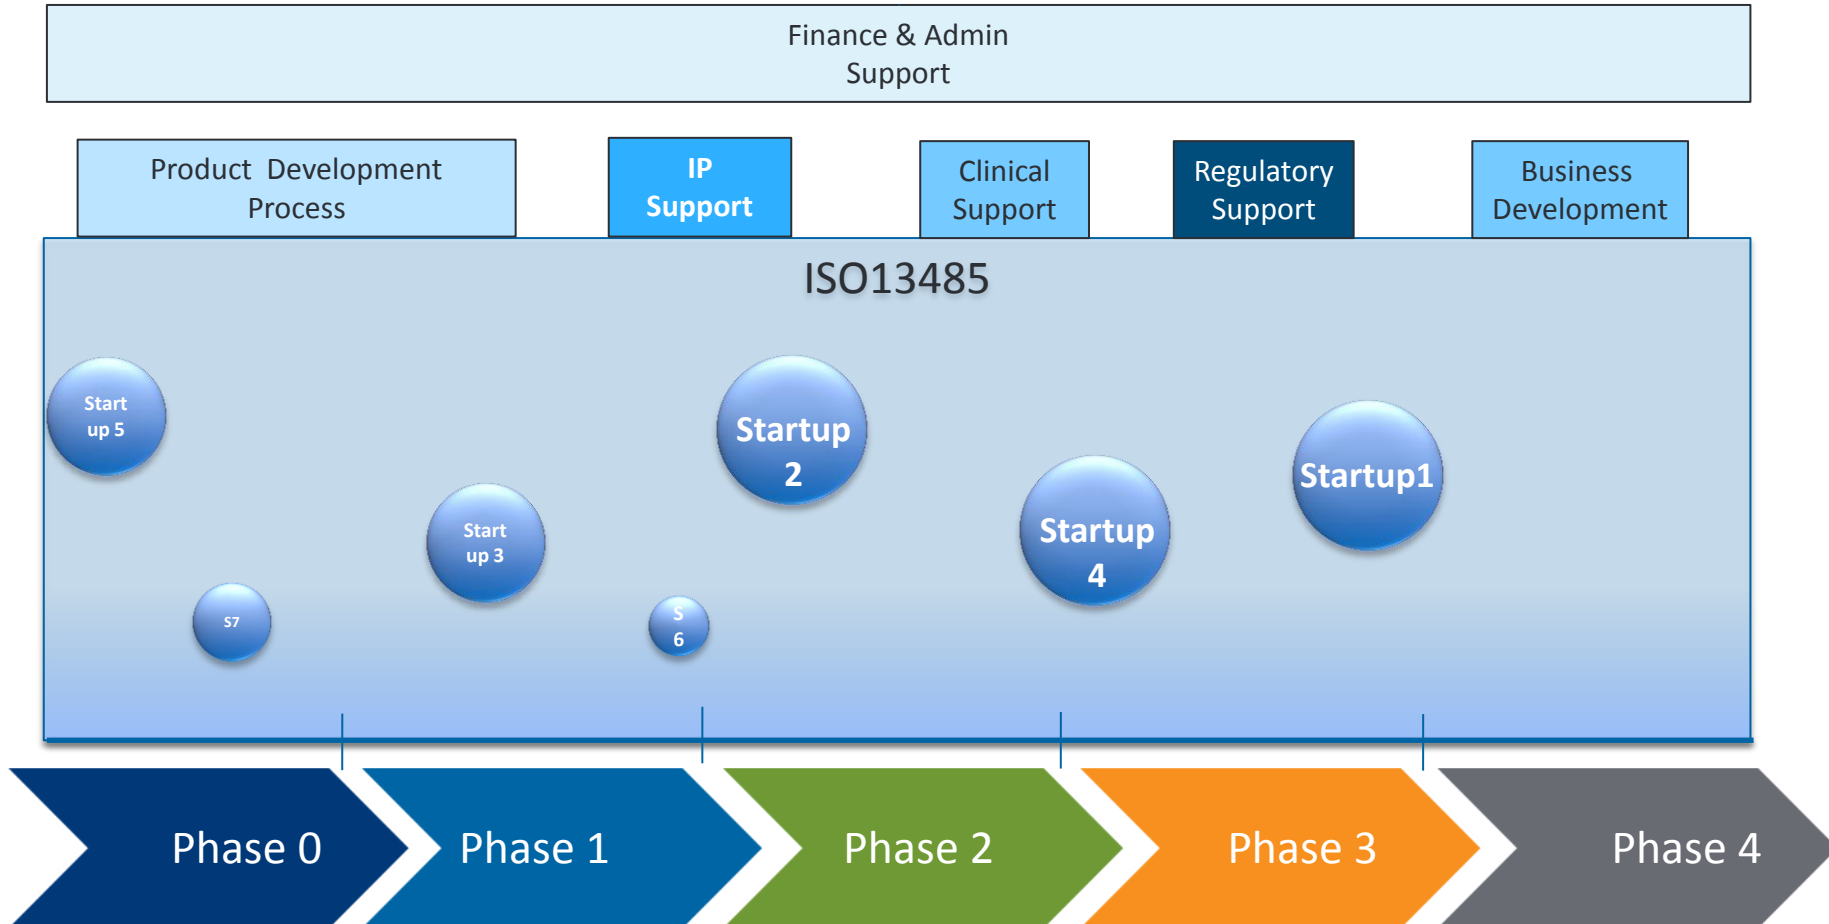 Finance & Admin
Support
Product Development
Process
IP
Support
Clinical
Support
Regulatory
Support
Business
Development
ISO13485
Start
up 5
Startup
2
Startup1
Start
up 3
Startup
4
S7
S
6
Phase 0
Phase 1
Phase 2
Phase 3
Phase 4